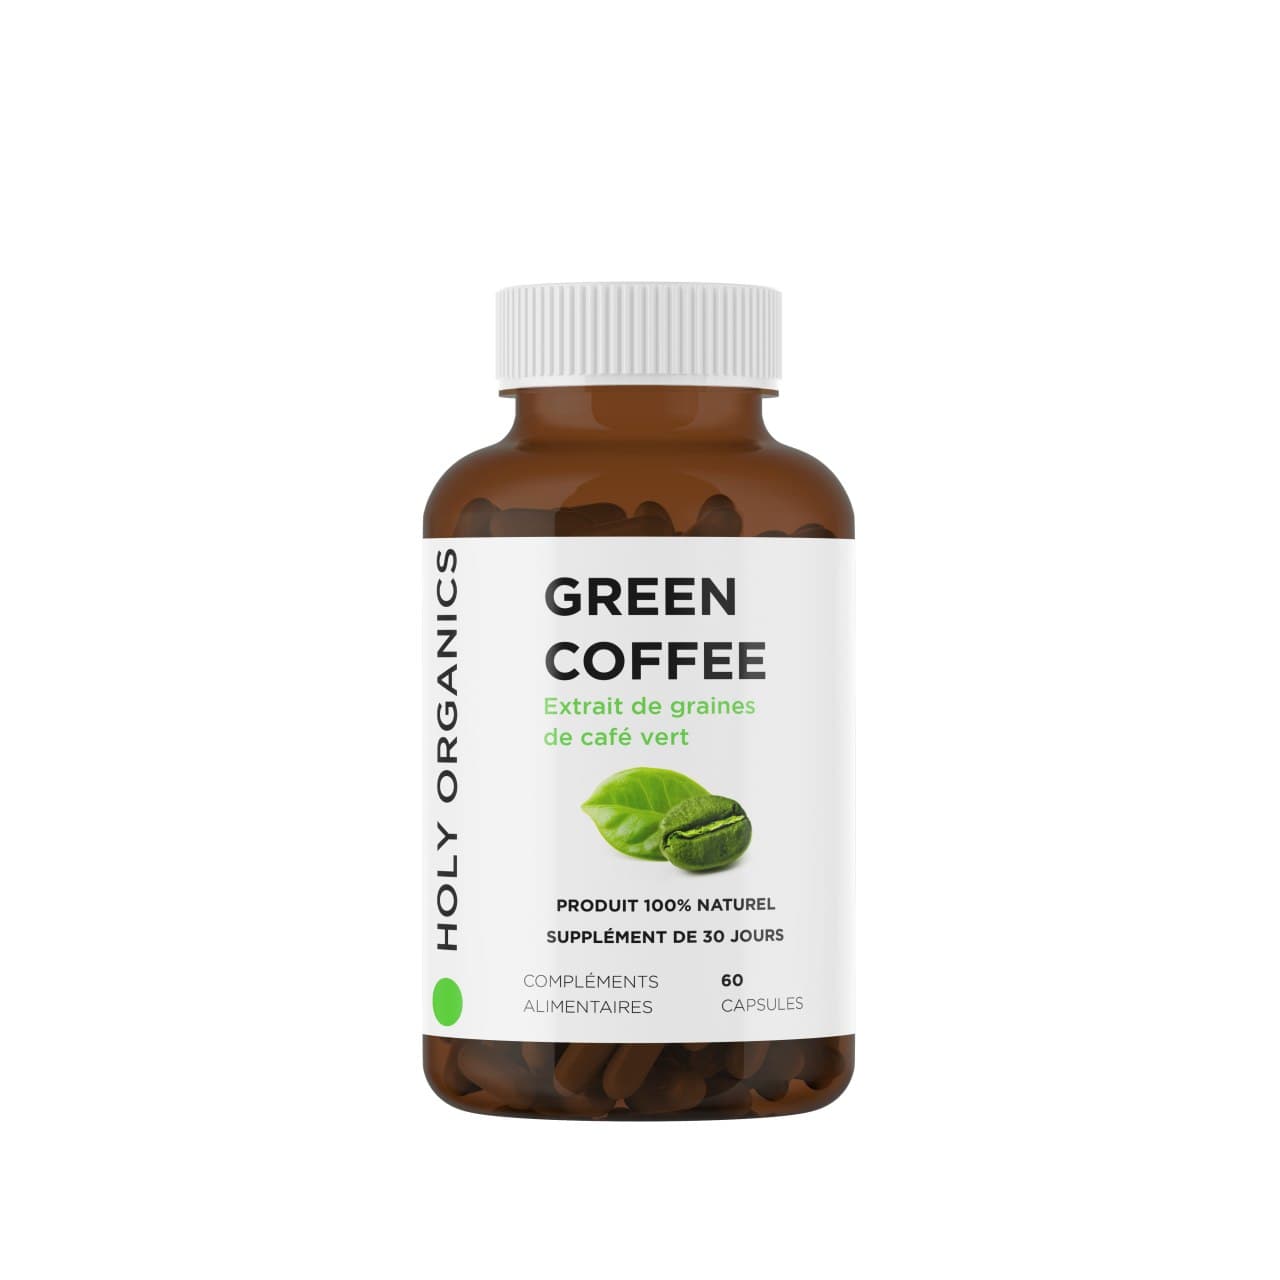 HOLY ORGANICS
GREEN
COFFEE
Extrait de graines
de café vert
PRODUIT 100% NATUREL
SUPPLÉMENT DE 30 JOURS
COMPLÉMENTS
ALIMENTAIRES
60
CAPSULES